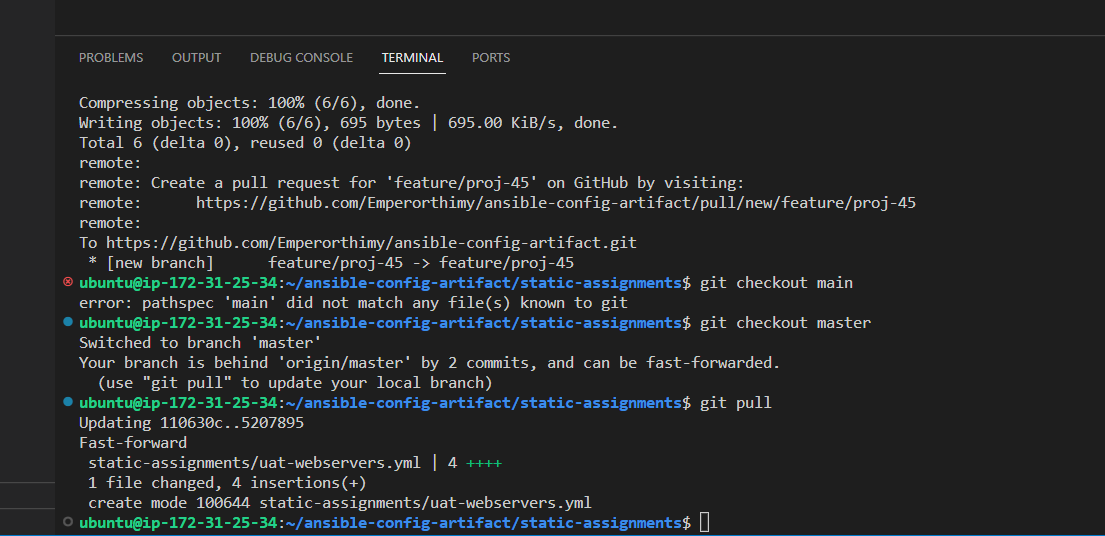 PROBLEMS OUTPUT DEBUG CONSOLE TERMINAL PORTS
Compressing objects: 100% (6/6), done.
Writing objects: 100% (6/6), 695 bytes | 695.00 KiB/s, done.
Total 6 (delta 0), reused 0 (delta 0)
remote:
remote: Create a pull request for 'feature/proj-45' on GitHub by visiting:
remote:      https://github.com/Emperorthimy/ansible-config-artifact/pull/new/feature/proj-45
remote:
To https://github.com/Emperorthimy/ansible-config-artifact.git
 * [new branch]      feature/proj-45 -> feature/proj-45
ubuntu@ip-172-31-25-34:~/ansible-config-artifact/static-assignments$ git checkout main
error: pathspec 'main' did not match any file(s) known to git
ubuntu@ip-172-31-25-34:~/ansible-config-artifact/static-assignments$ git checkout master
Switched to branch 'master'
Your branch is behind 'origin/master' by 2 commits, and can be fast-forwarded.
  (use "git pull" to update your local branch)
ubuntu@ip-172-31-25-34:~/ansible-config-artifact/static-assignments$ git pull
Updating 110630c..5207895
Fast-forward
 static-assignments/uat-webservers.yml | 4 ++++
 1 file changed, 4 insertions(+)
 create mode 100644 static-assignments/uat-webservers.yml
ubuntu@ip-172-31-25-34:~/ansible-config-artifact/static-assignments$